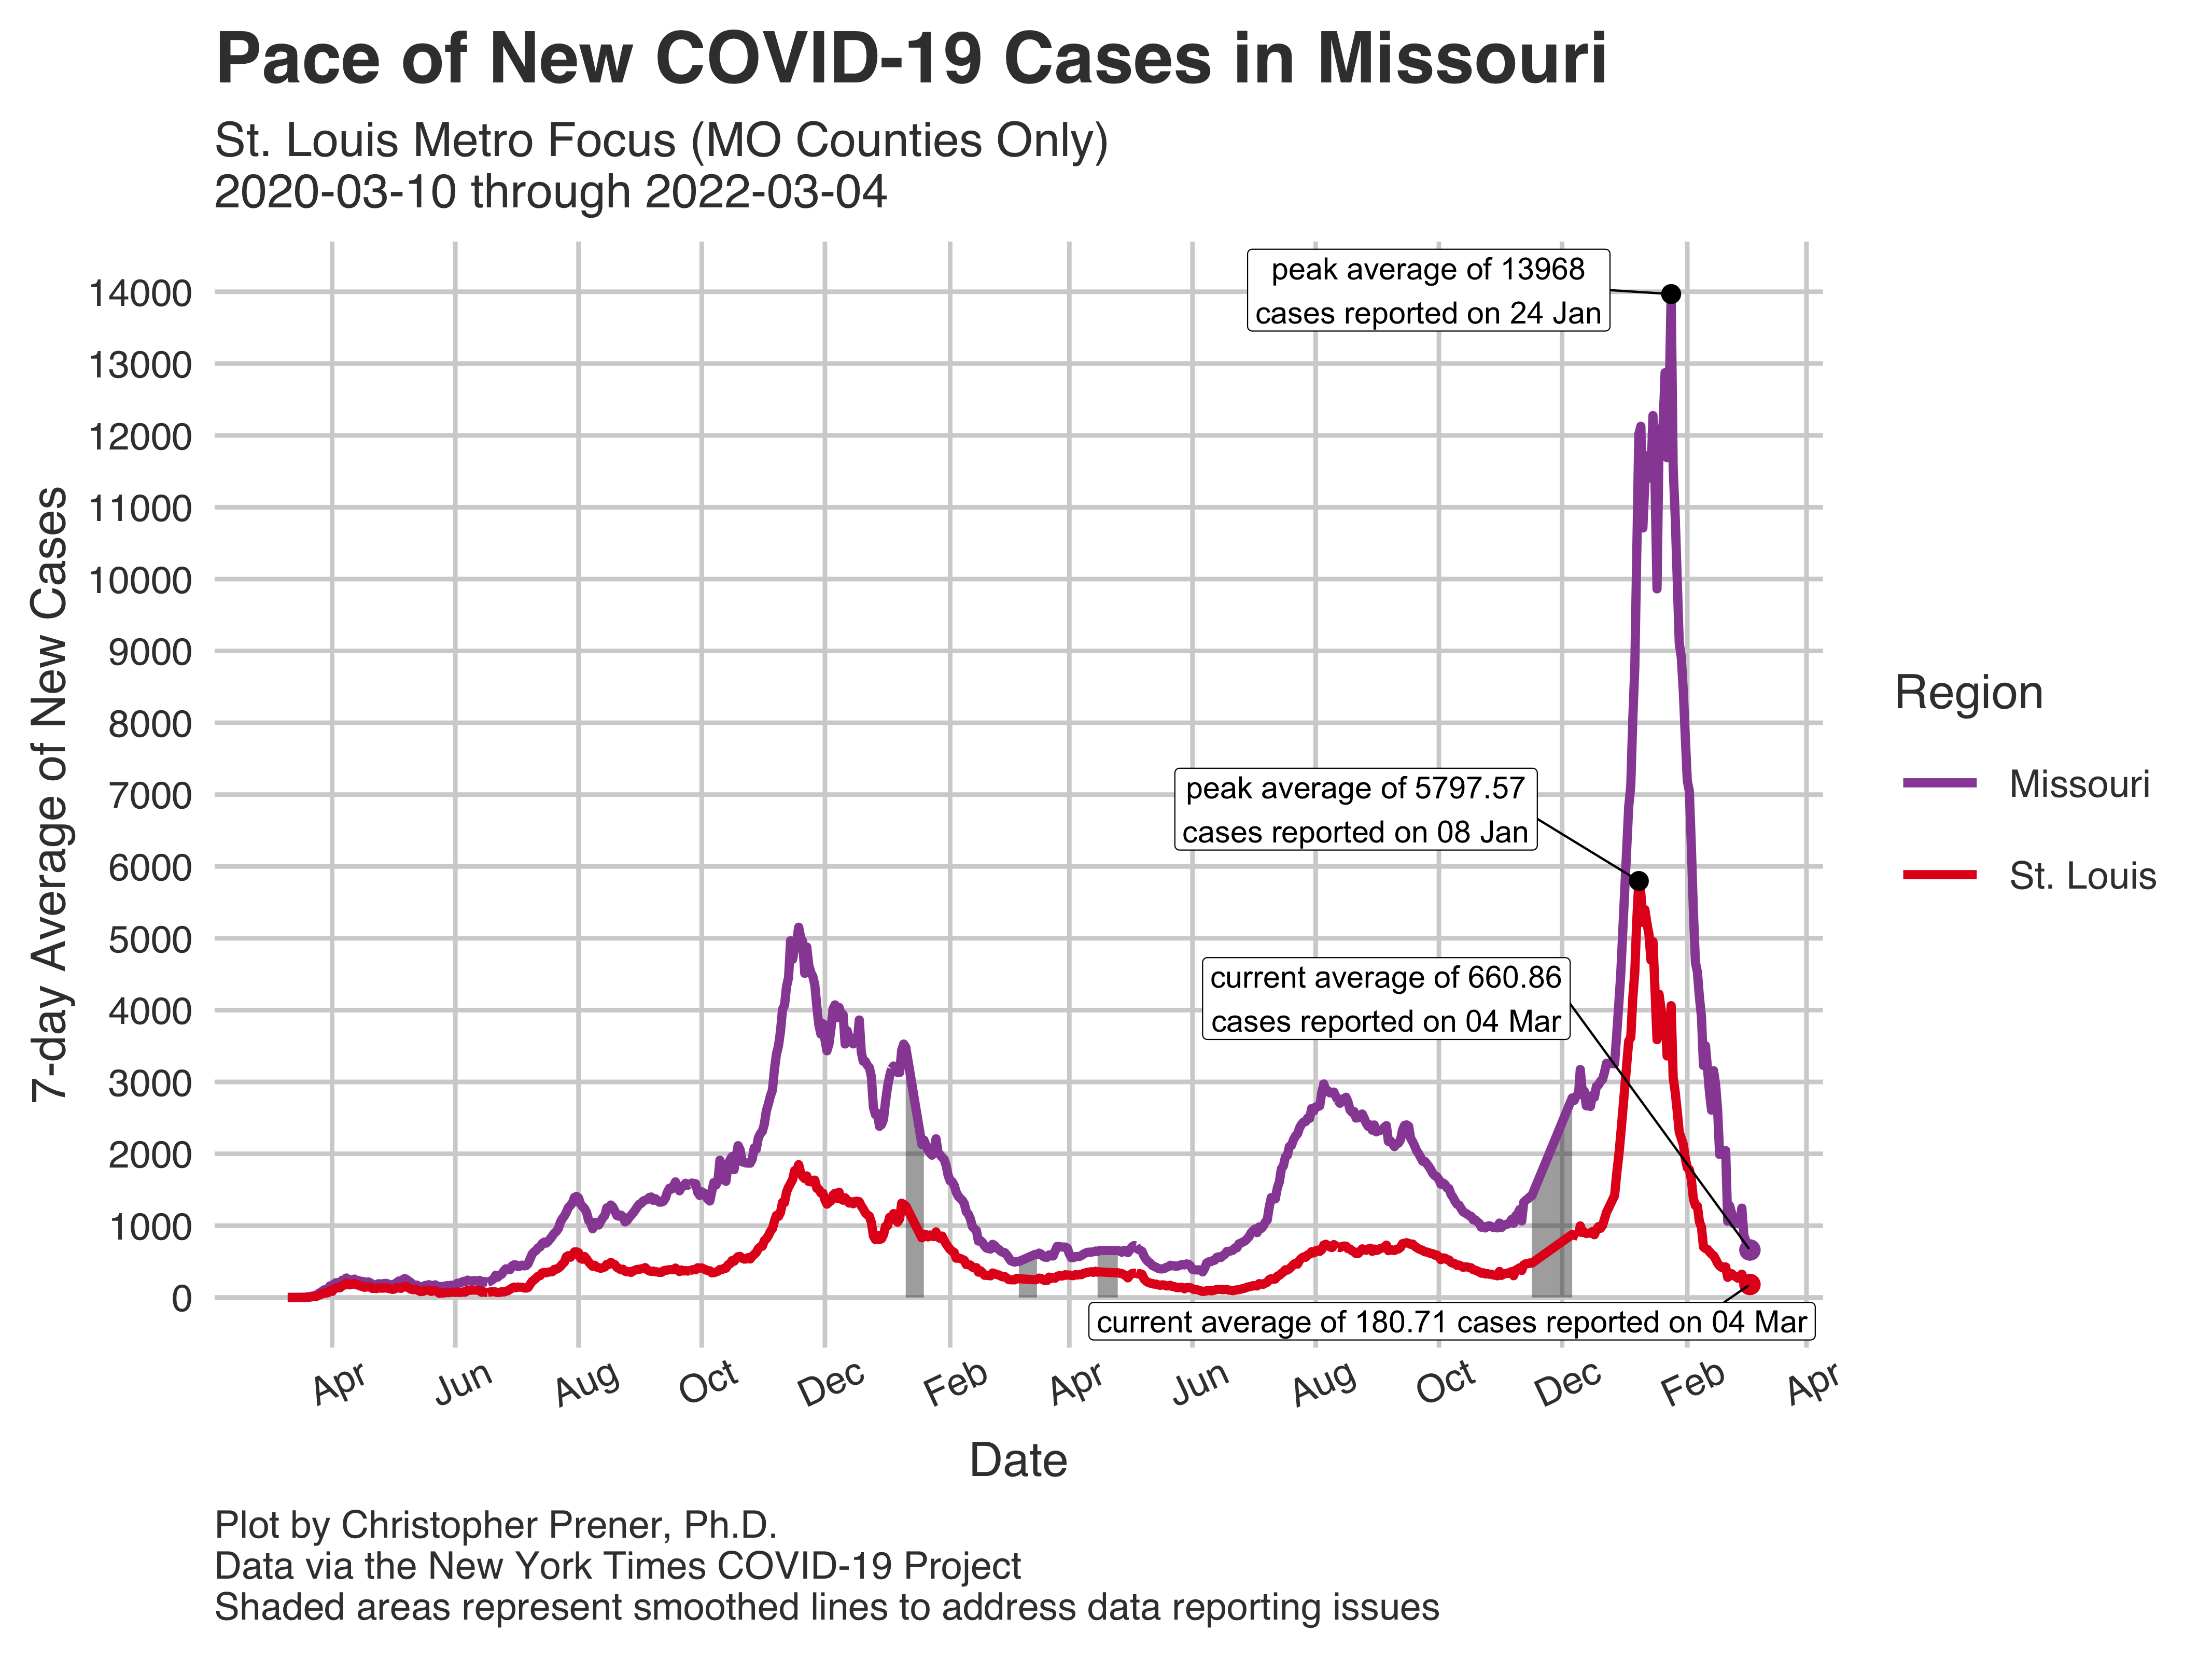 Pace of New COVID-19 Cases in Missouri
St. Louis Metro Focus (MO Counties Only)
2020-03-10 through 2022-03-04
7-day Average of New Cases
14000
13000
12000
11000
10000
9000
8000
7000
6000
5000
4000
3000
2000
1000
0
peak average of 13968
cases reported on 24 Jan
peak average of 5797.57
cases reported on 08 Jan
current average of 660.86
cases reported on 04 Mar
current average of 180.71 cases reported on 04 Mar
Region
Missouri
St. Louis
Apr Jun Aug Oct Dec Feb Apr Jun Aug Oct Dec Feb Apr
Date
Plot by Christopher Prener, Ph.D.
Data via the New York Times COVID-19 Project
Shaded areas represent smoothed lines to address data reporting issues